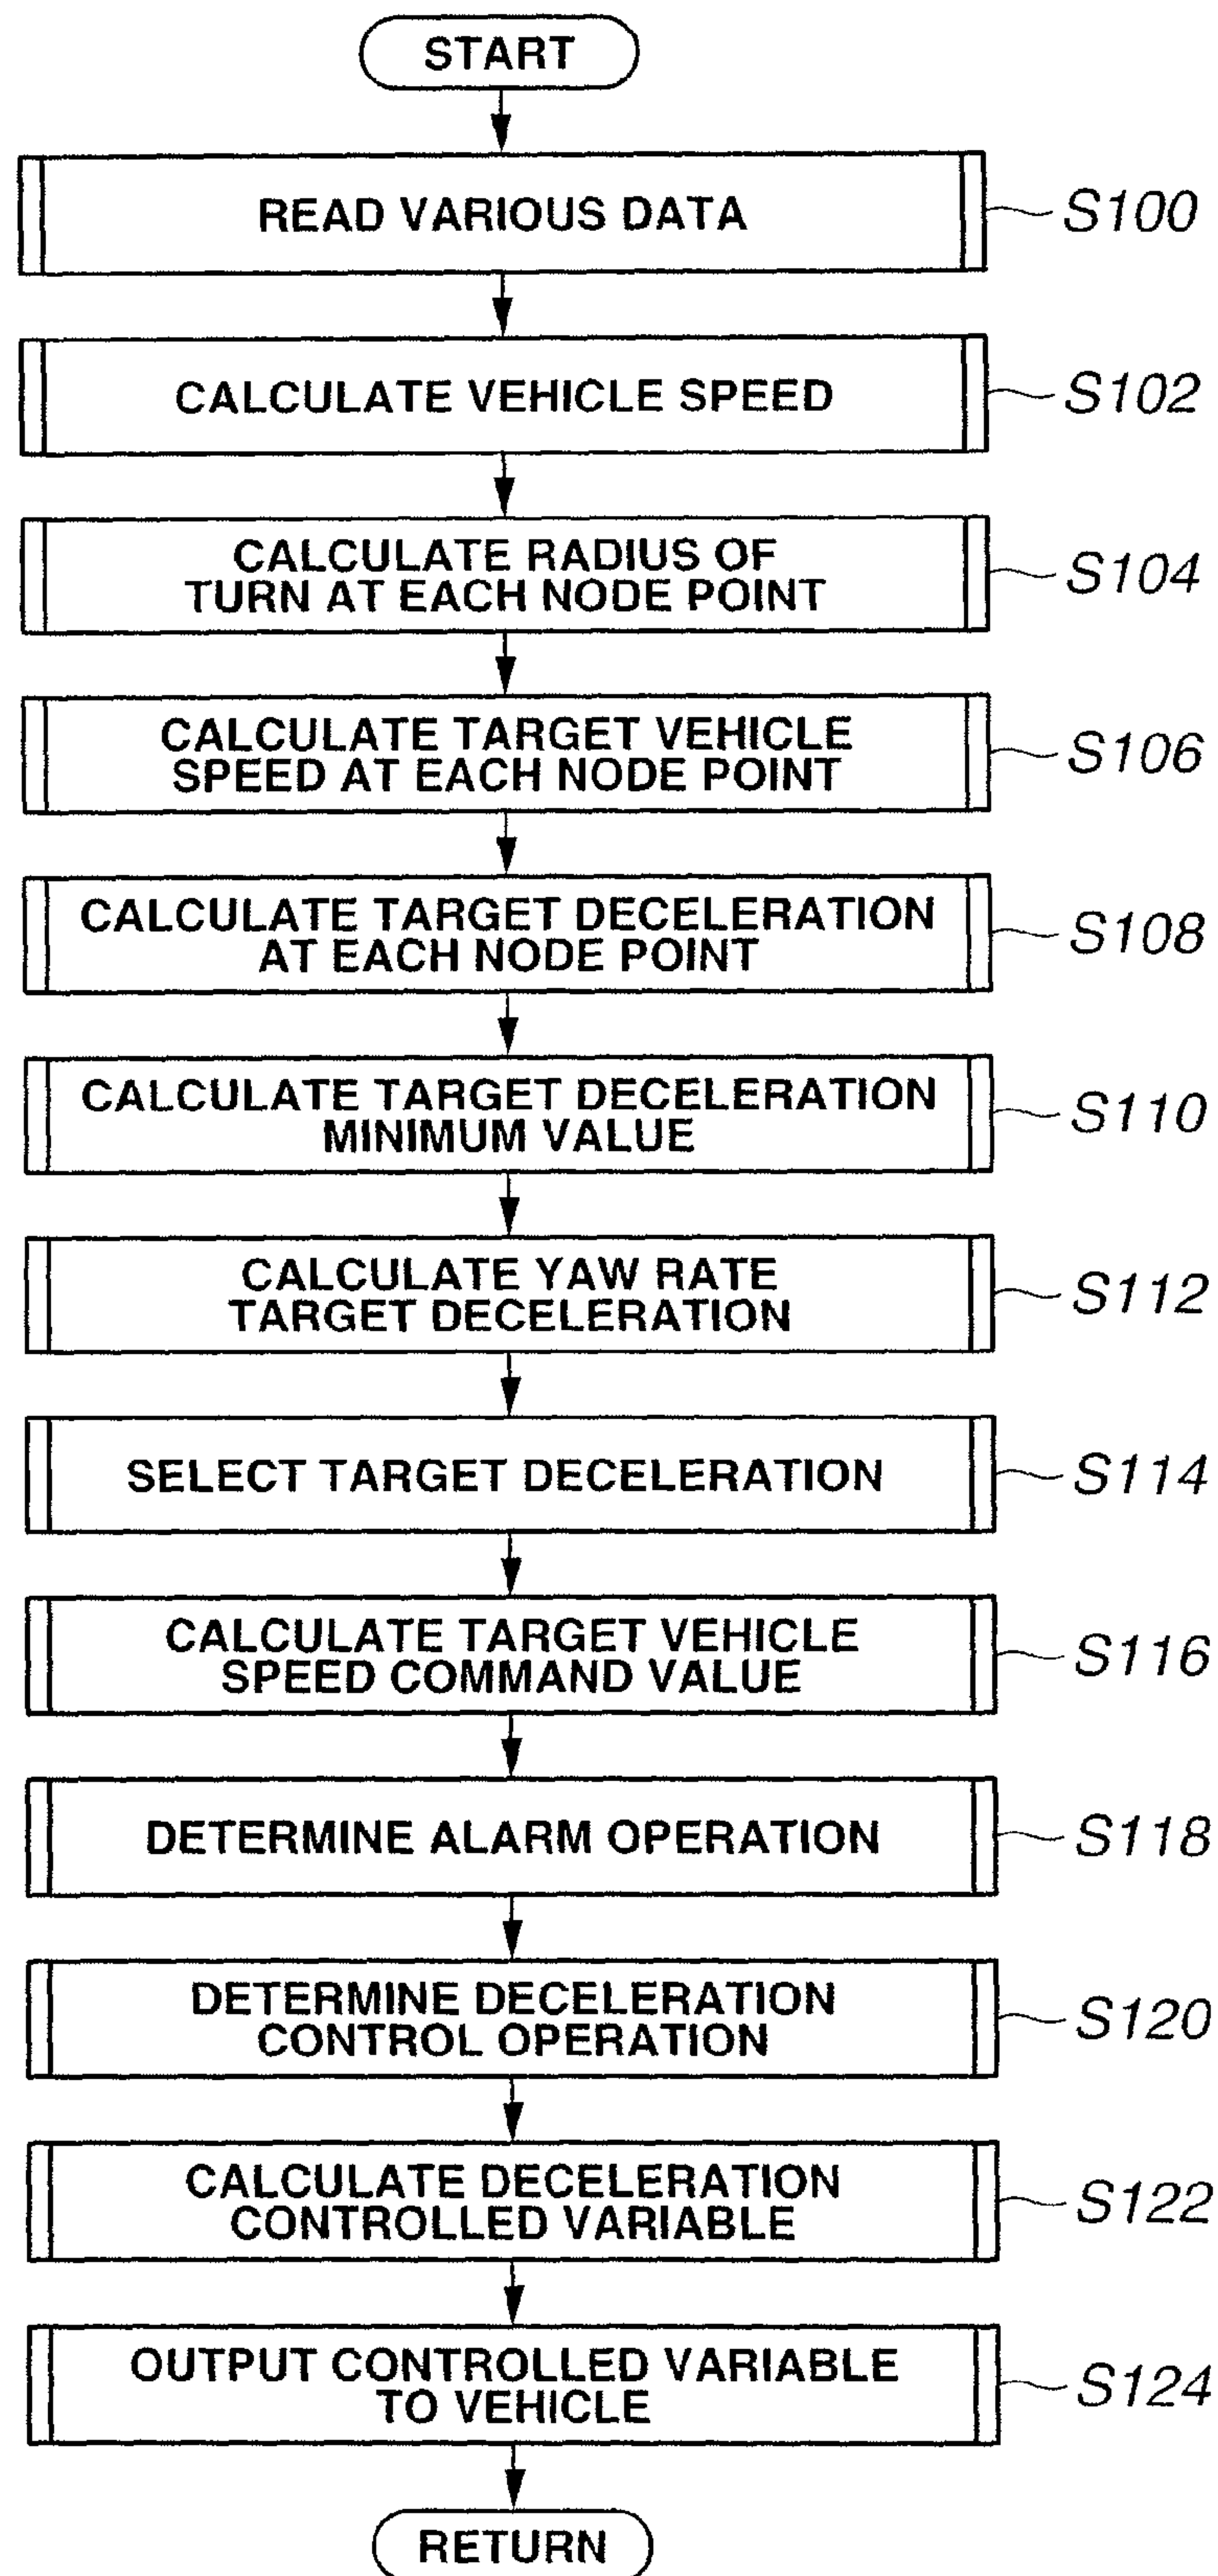 START
READ VARIOUS DATA
S100
CALCULATE VEHICLE SPEED
S102
CALCULATE RADIUS OF
TURN AT EACH NODE POINT
S104
CALCULATE TARGET VEHICLE
SPEED AT EACH NODE POINT
S106
CALCULATE TARGET DECELERATION
AT EACH NODE POINT
S108
CALCULATE TARGET DECELERATION
MINIMUM VALUE
S110
CALCULATE YAW RATE
TARGET DECELERATION
S112
SELECT TARGET DECELERATION
S114
CALCULATE TARGET VEHICLE
SPEED COMMAND VALUE
S116
DETERMINE ALARM OPERATION
S118
DETERMINE DECELERATION
CONTROL OPERATION
S120
CALCULATE DECELERATION
CONTROLLED VARIABLE
S122
OUTPUT CONTROLLED VARIABLE
TO VEHICLE
S124
RETURN